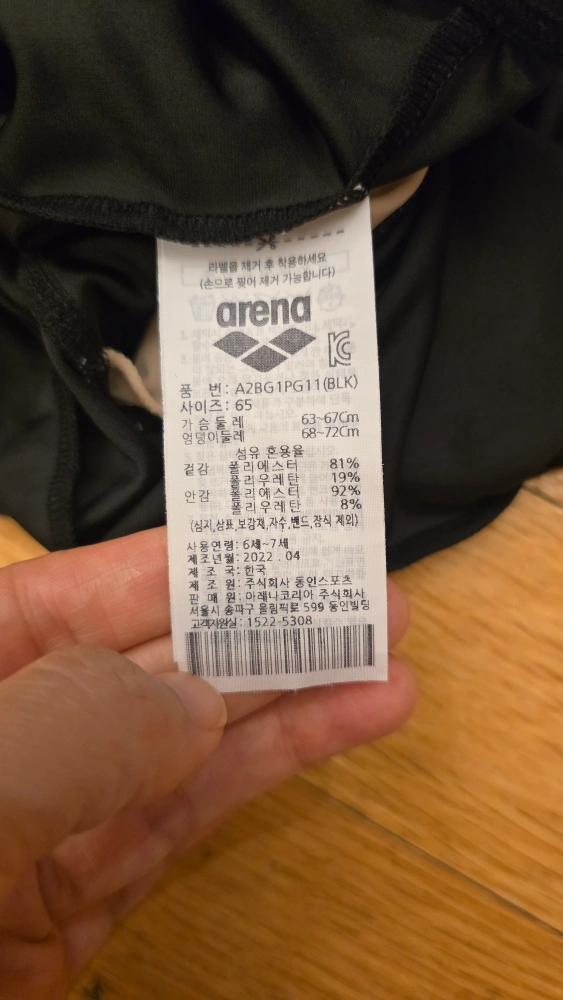 라벨을 제거 후 착용하세요
(손으로 찢어 제거 가능합니다)
arena
품 번: A2BG1PG11(BLK)
사이즈: 65
가슴둘레 63~67Cm
엉덩이둘레 68~72Cm
섬유 혼용율
겉감 폴리에스터 81%
폴리우레탄 19%
안감 폴리에스터 92%
폴리우레탄 8%
(심지,상표,보강재,자수,밴드,장식 제외)
사용연령: 6세~7세
제조년월: 2022 . 04
제 조 국: 한국
제 조 원: 주식회사 동인스포츠
판 매 원: 아레나코리아 주식회사
서울시 송파구 올림픽로 599 동인빌딩
고객지원실: 1522-5308